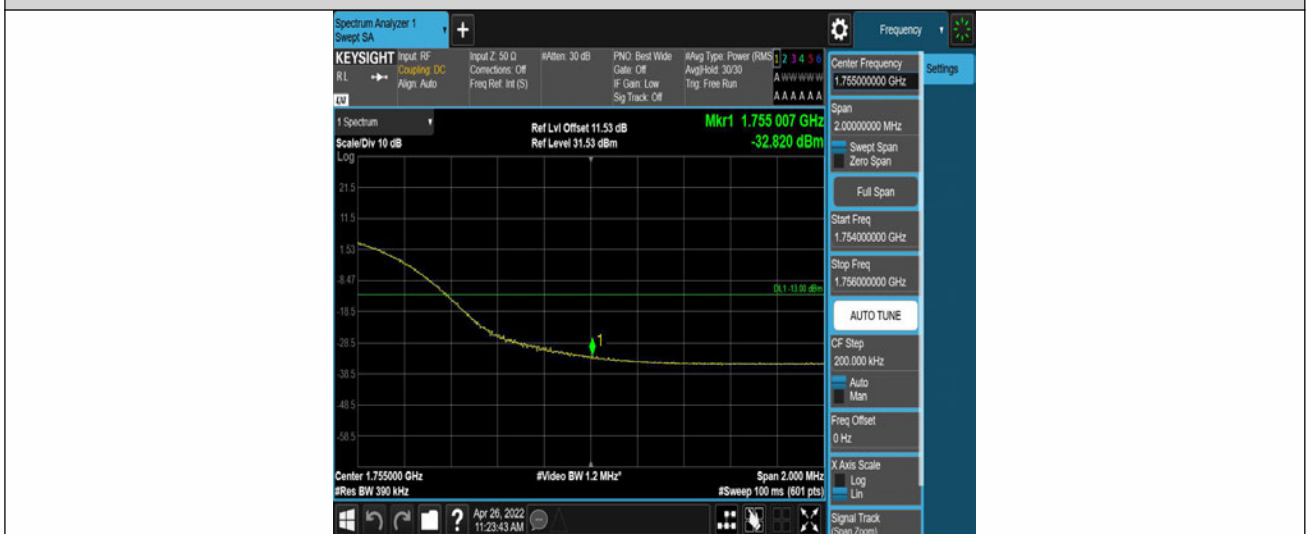 Spectrum Analyzer 1
Swept SA
+
Frequency
KEYSIGHT
Input: RF
Coupling: DC
Align: Auto
Input Z: 50 Ω
Corrections: Off
Freq Ref: Int (S)
#Atten: 30 dB
PNO: Best Wide
Gate: Off
IF Gain: Low
Sig Track: Off
#Avg Type: Power (RMS
Avg|Hold: 30/30
Trig: Free Run
1 2 3 4 5 6
A W W W W W
A A A A A A
RL
1 Spectrum
Scale/Div 10 dB
Log
Ref Lvl Offset 11.53 dB
Ref Level 31.53 dBm
Mkr1 1.755 007 GHz
-32.820 dBm
21.5
11.5
1.53
-8.47
-18.5
-28.5
-38.5
-48.5
-58.5
DL1 -13.00 dBm
1
Center 1.755000 GHz
#Res BW 390 kHz
#Video BW 1.2 MHz*
Span 2.000 MHz
#Sweep 100 ms (601 pts)
?
Apr 26, 2022
11:23:43 AM
Center Frequency
1.755000000 GHz
Settings
Span
2.00000000 MHz
Swept Span
Zero Span
Full Span
Start Freq
1.754000000 GHz
Stop Freq
1.756000000 GHz
AUTO TUNE
CF Step
200.000 kHz
Auto
Man
Freq Offset
0 Hz
X Axis Scale
Log
Lin
Signal Track
(Span Zoom)